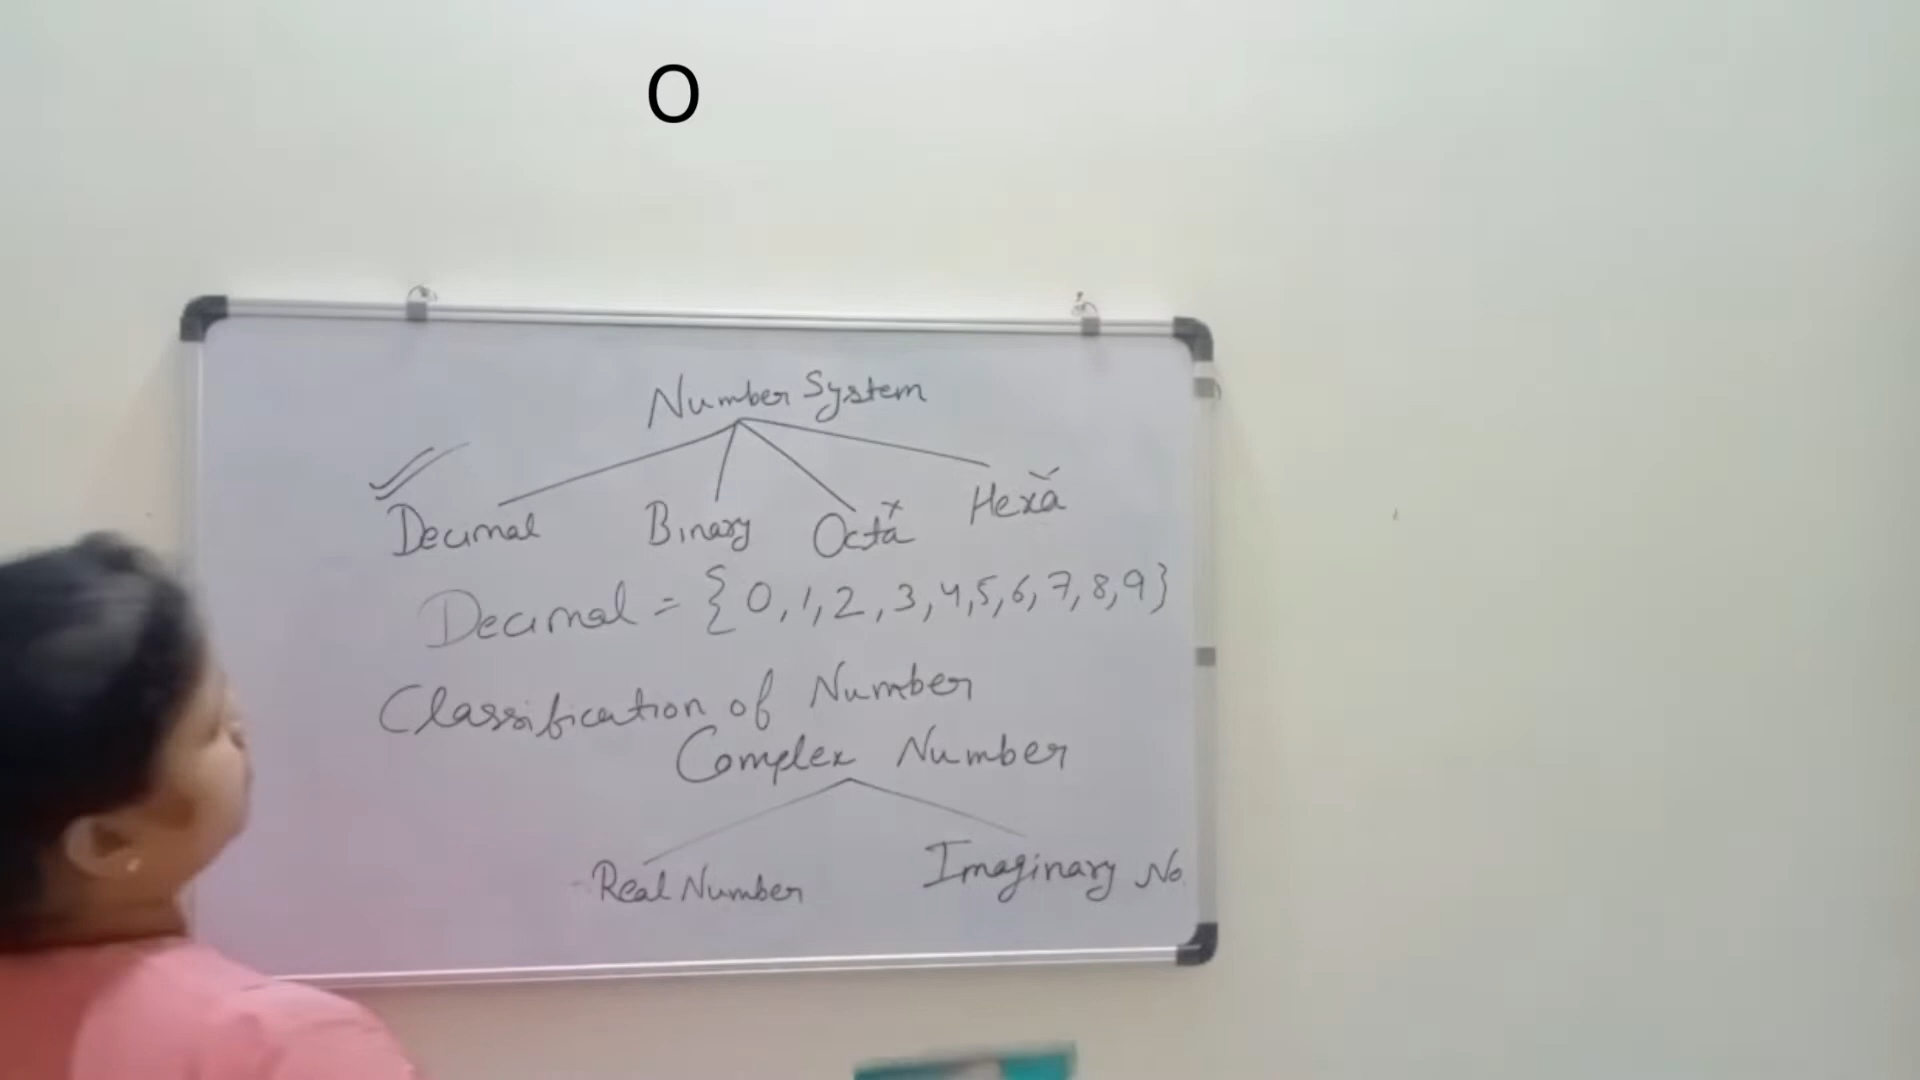 O
Number System
Decimal Binary Octa Hexa
Decimal = {0,1,2,3,4,5,6,7,8,9}
Classification of Number
Complex Number
Real Number Imaginary No.